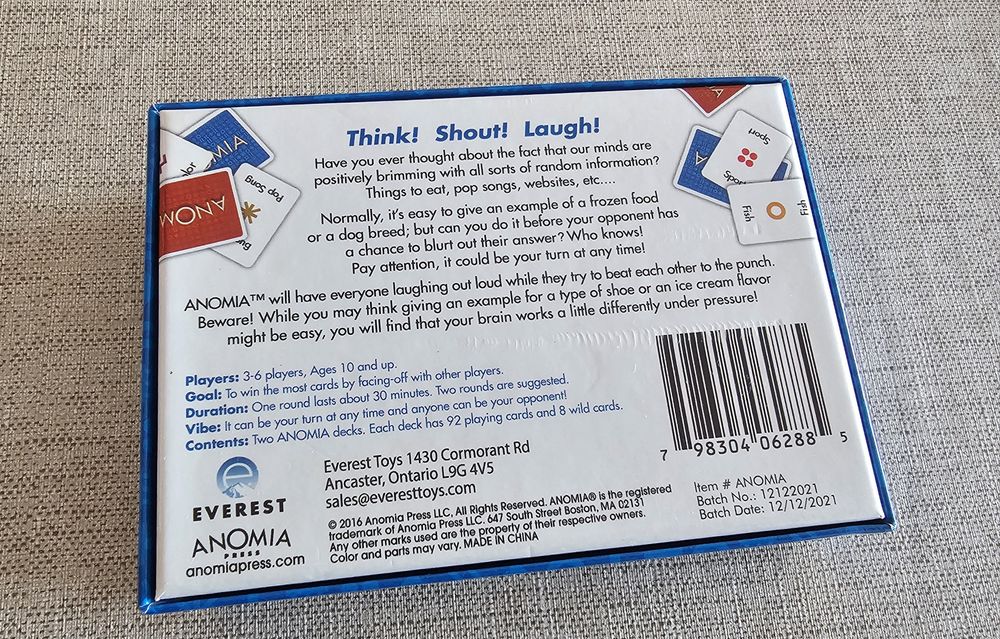 Think! Shout! Laugh!
Have you ever thought about the fact that our minds are
positively brimming with all sorts of random information?
Things to eat, pop songs, websites, etc....
Normally, it's easy to give an example of a frozen food
or a dog breed; but can you do it before your opponent has
a chance to blurt out their answer? Who knows!
Pay attention, it could be your turn at any time!
ANOMIA™ will have everyone laughing out loud while they try to beat each other to the punch.
Beware! While you may think giving an example for a type of shoe or an ice cream flavor
might be easy, you will find that your brain works a little differently under pressure!
Players: 3-6 players, Ages 10 and up.
Goal: To win the most cards by facing-off with other players.
Duration: One round lasts about 30 minutes. Two rounds are suggested.
Vibe: It can be your turn at any time and anyone can be your opponent!
Contents: Two ANOMIA decks. Each deck has 92 playing cards and 8 wild cards.
e
EVEREST
ANOMIA
PRESS
anomiapress.com
Everest Toys 1430 Cormorant Rd
Ancaster, Ontario L9G 4V5
sales@everesttoys.com
© 2016 Anomia Press LLC, All Rights Reserved. ANOMIA® is the registered
trademark of Anomia Press LLC. 647 South Street Boston, MA 02131
Any other marks used are the property of their respective owners.
Color and parts may vary. MADE IN CHINA
7 98304 06288 5
Item # ANOMIA
Batch No.: 12122021
Batch Date: 12/12/2021
ANOM
Pop Song
Sport
Fish
Fish
A